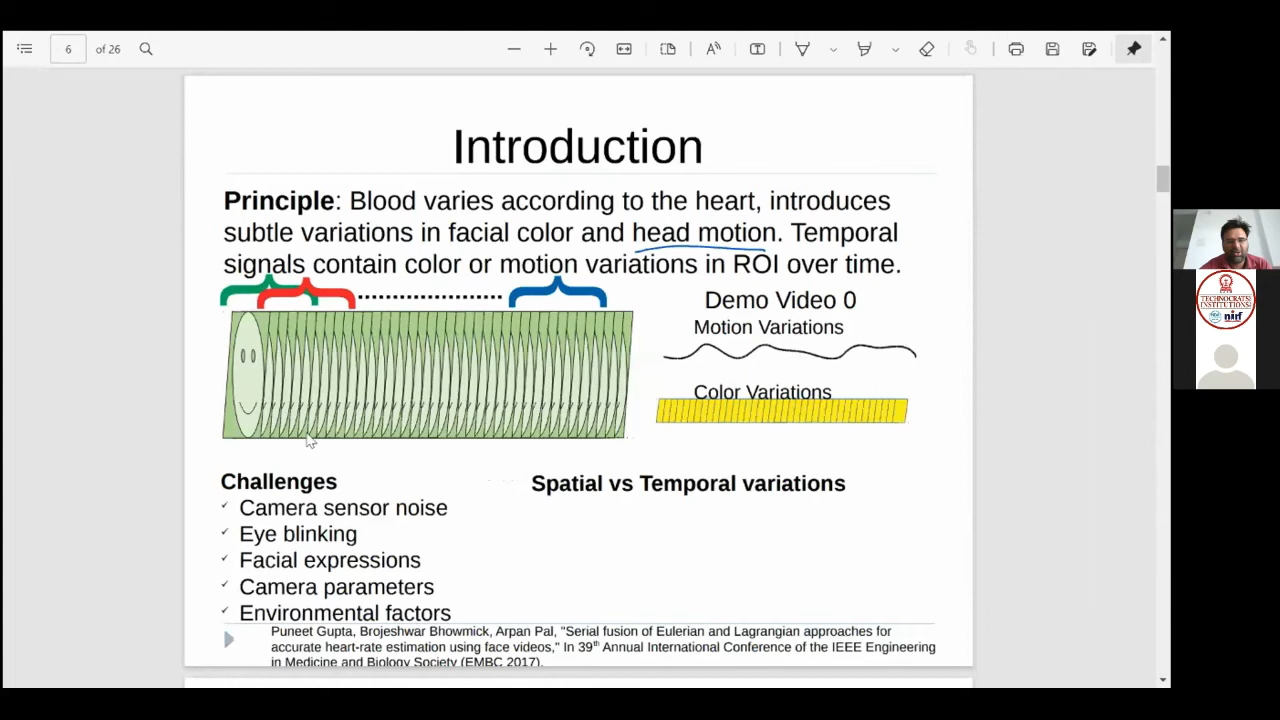 6
of 26
Introduction
Principle: Blood varies according to the heart, introduces
subtle variations in facial color and head motion. Temporal
signals contain color or motion variations in ROI over time.
Demo Video 0
Motion Variations
Color Variations
Challenges
Spatial vs Temporal variations
✓ Camera sensor noise
✓ Eye blinking
✓ Facial expressions
✓ Camera parameters
✓ Environmental factors
Puneet Gupta, Brojeshwar Bhowmick, Arpan Pal, "Serial fusion of Eulerian and Lagrangian approaches for
accurate heart-rate estimation using face videos," In 39th Annual International Conference of the IEEE Engineering
in Medicine and Biology Society (EMBC 2017).
TECHNOCRATS
INSTITUTIONS
nirf